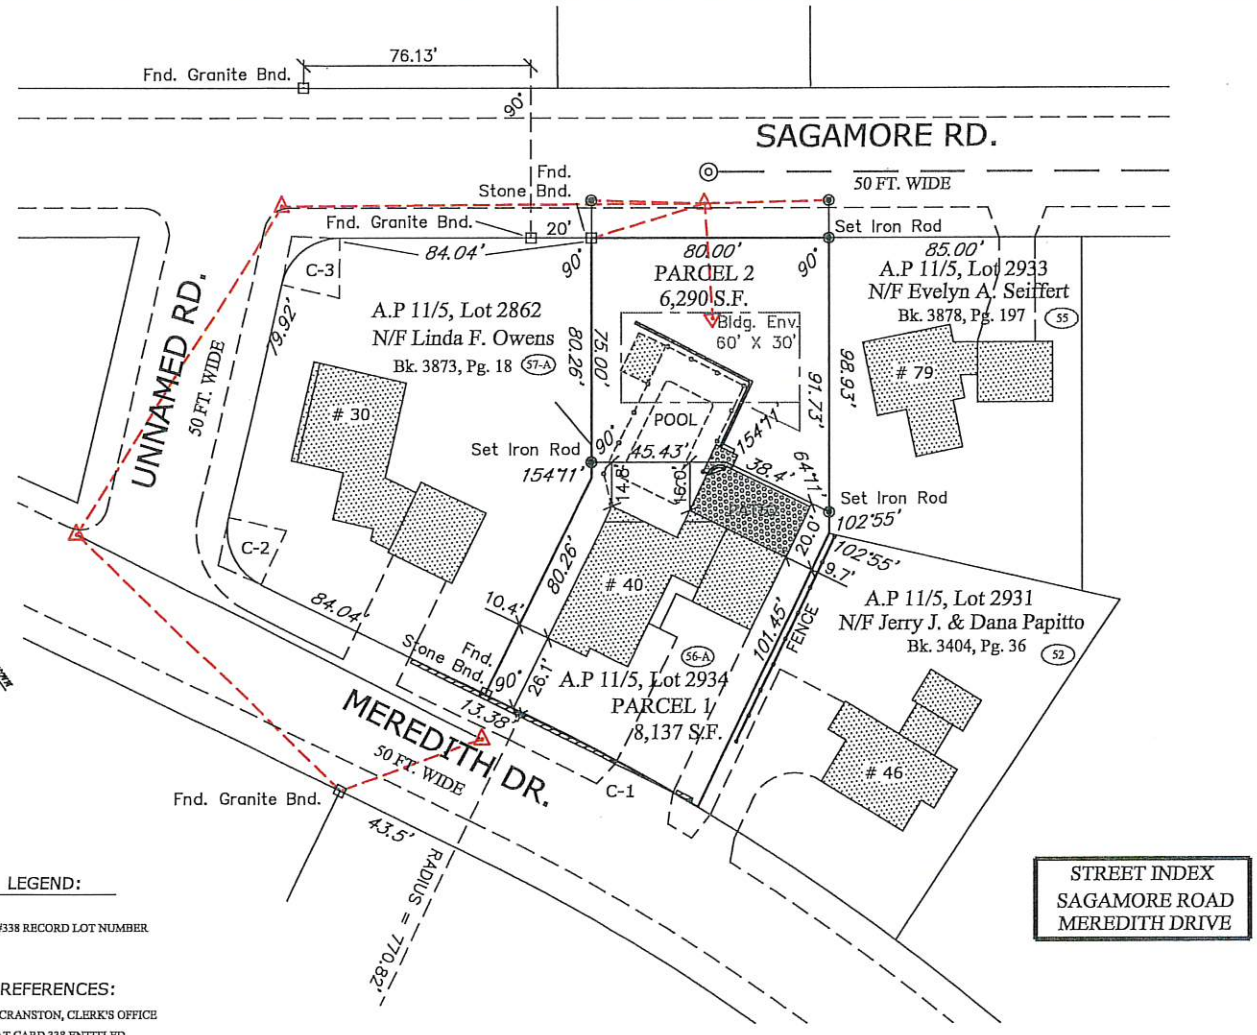 76.13'
Fnd. Granite Bnd.
90°
SAGAMORE RD.
Fnd.
Stone Bnd.
50 FT. WIDE
Fnd. Granite Bnd.
20'
Set Iron Rod
84.04'
80.00'
85.00'
90°
90°
C-3
PARCEL 2
6,290 S.F.
A.P 11/5, Lot 2933
N/F Evelyn A. Seiffert
Bk. 3878, Pg. 197
55
A.P 11/5, Lot 2862
N/F Linda F. Owens
Bk. 3873, Pg. 18
57-A
79.92'
UNNAMED RD.
50 FT. WIDE
Bldg. Env.
60' X 30'
80.26'
75.00'
91.73'
98.93'
# 79
# 30
POOL
Set Iron Rod
90°
45.43'
154°11'
154°11'
38.4'
64°11'
14.8'
16.0'
PATIO
Set Iron Rod
102°55'
102°55'
20.0'
9.7'
C-2
80.26'
# 40
84.04'
10.4'
101.45'
FENCE
A.P 11/5, Lot 2931
N/F Jerry J. & Dana Papitto
Bk. 3404, Pg. 36
52
Fnd.
Stone Bnd.
90°
26.1'
56-A
A.P 11/5, Lot 2934
PARCEL 1
8,137 S.F.
13.38'
MEREDITH DR.
50 FT. WIDE
# 46
C-1
Fnd. Granite Bnd.
43.5'
RADIUS = 770.82'
LEGEND:
#338 RECORD LOT NUMBER
STREET INDEX
SAGAMORE ROAD
MEREDITH DRIVE
REFERENCES:
CRANSTON, CLERK'S OFFICE
CARD 338 ENTITLED